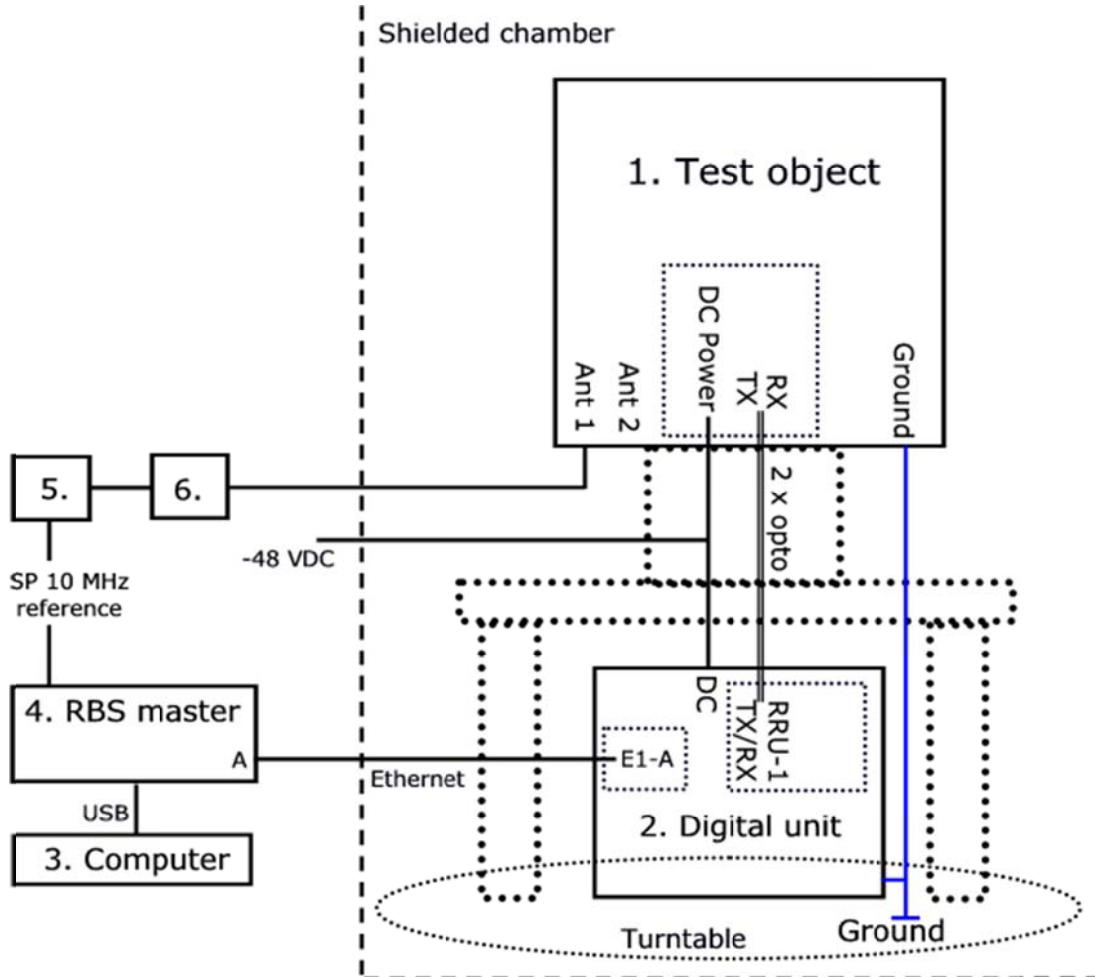 Shielded chamber
1. Test object
DC Power
RX
TX
Ant 1
Ant 2
Ground
5.
6.
2 x opto
-48 VDC
SP 10 MHz
reference
4. RBS master
A
DC
RRU-1
TX/RX
E1-A
Ethernet
USB
2. Digital unit
3. Computer
Turntable
Ground